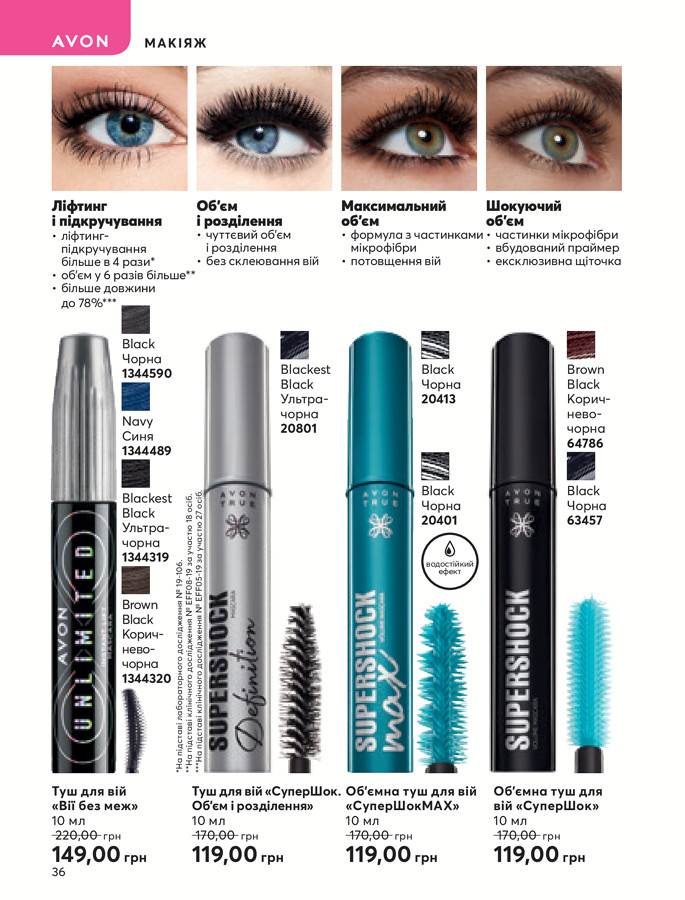 AVON
МАКІЯЖ
Ліфтинг
і підкручування
• ліфтинг-
підкручування
більше в 4 рази*
• об'єм у 6 разів більше**
• більше довжини
до 78%***
Об'єм
і розділення
• чуттєвий об'єм
і розділення
• без склеювання вій
Максимальний
об'єм
• формула з частинками
мікрофібри
• потовщення вій
Шокуючий
об'єм
• частинки мікрофібри
• вбудований праймер
• ексклюзивна щіточка
Black
Чорна
1344590
Navy
Синя
1344489
Blackest
Black
Ультра-
чорна
1344319
Brown
Black
Корич-
нево-
чорна
1344320
AVON
UNLIMITED
*На підставі лабораторного дослідження № 19-106.
**На підставі клінічного дослідження № EFF08-19 за участю 18 осіб.
***На підставі клінічного дослідження № EFF05-19 за участю 27 осіб.
Blackest
Black
Ультра-
чорна
20801
AVON
TRUE
SUPERSHOCK
Definition
MASCARA
Black
Чорна
20413
Black
Чорна
20401
водостійкий
ефект
AVON
TRUE
SUPERSHOCK
max
VOLUME MASCARA
Brown
Black
Корич-
нево-
чорна
64786
Black
Чорна
63457
AVON
TRUE
SUPERSHOCK
VOLUME MASCARA
Туш для вій
«Вії без меж»
10 мл
220,00 грн
149,00 грн
Туш для вій «СуперШок.
Об'єм і розділення»
10 мл
170,00 грн
119,00 грн
Об'ємна туш для вій
«СуперШокMAX»
10 мл
170,00 грн
119,00 грн
Об'ємна туш для
вій «СуперШок»
10 мл
170,00 грн
119,00 грн
36